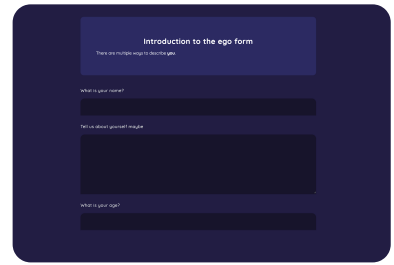 Introduction to the ego form
There are multiple ways to describe you.
What is your name?
Tell us about yourself maybe
What is your age?